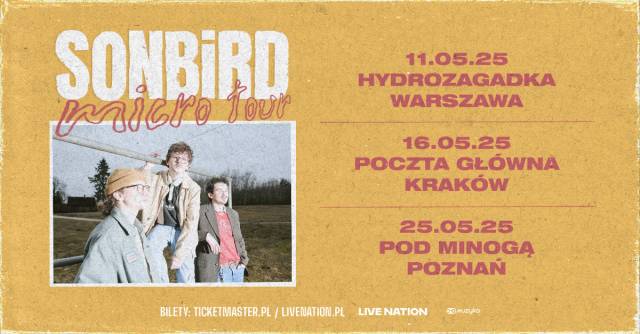 SONBiRD
micro tour
11.05.25
HYDROZAGADKA
WARSZAWA
16.05.25
POCZTA GŁÓWNA
KRAKÓW
25.05.25
POD MINOGĄ
POZNAŃ
BILETY: TICKETMASTER.PL / LIVENATION.PL
LIVE NATION
muzyka